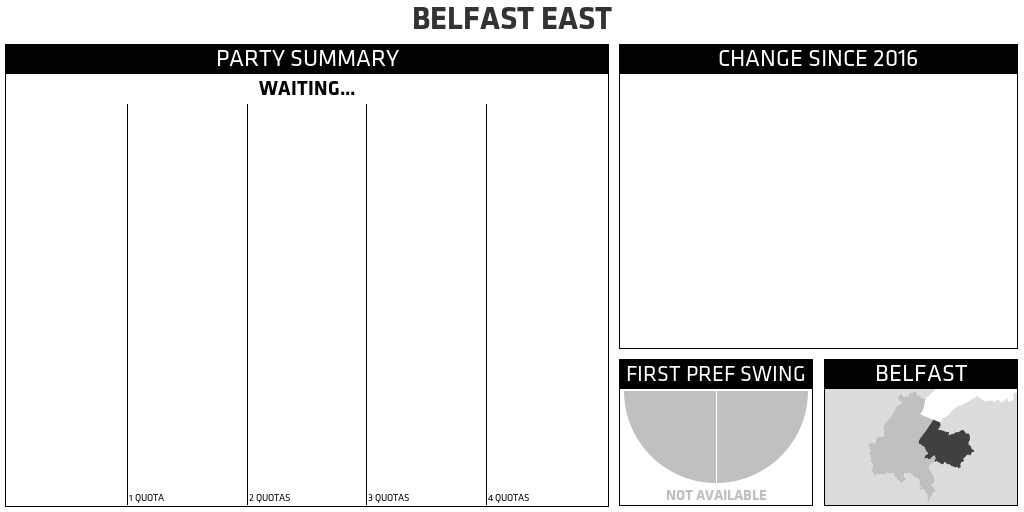 BELFAST EAST
PARTY SUMMARY
WAITING...
1 QUOTA
2 QUOTAS
3 QUOTAS
4 QUOTAS
CHANGE SINCE 2016
FIRST PREF SWING
NOT AVAILABLE
BELFAST